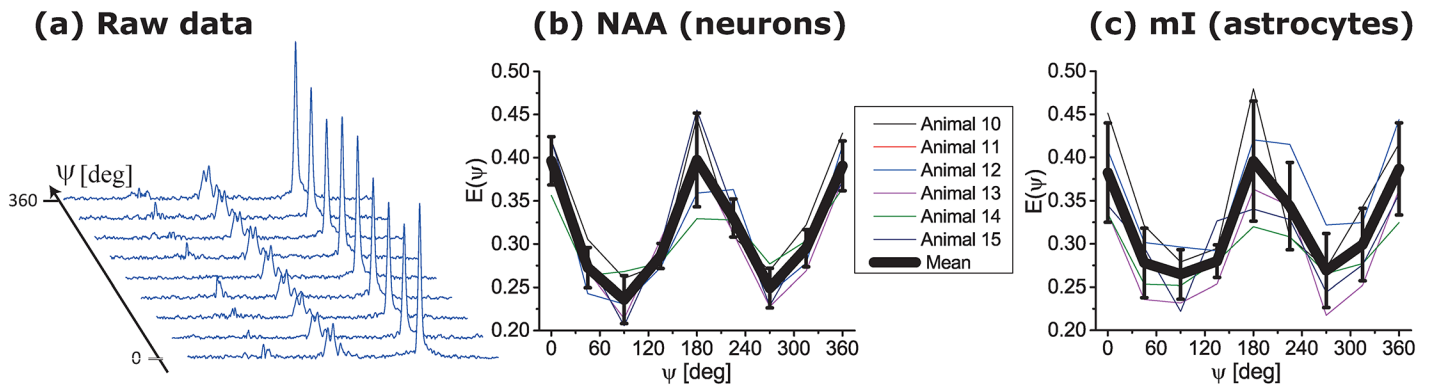 (a) Raw data
Ψ [deg]
360
0
(b) NAA (neurons)
E(ψ)
0.50
0.45
0.40
0.35
0.30
0.25
0.20
0 60 120 180 240 300 360
ψ [deg]
Animal 10
Animal 11
Animal 12
Animal 13
Animal 14
Animal 15
Mean
(c) mI (astrocytes)
E(ψ)
0.50
0.45
0.40
0.35
0.30
0.25
0.20
0 60 120 180 240 300 360
ψ [deg]